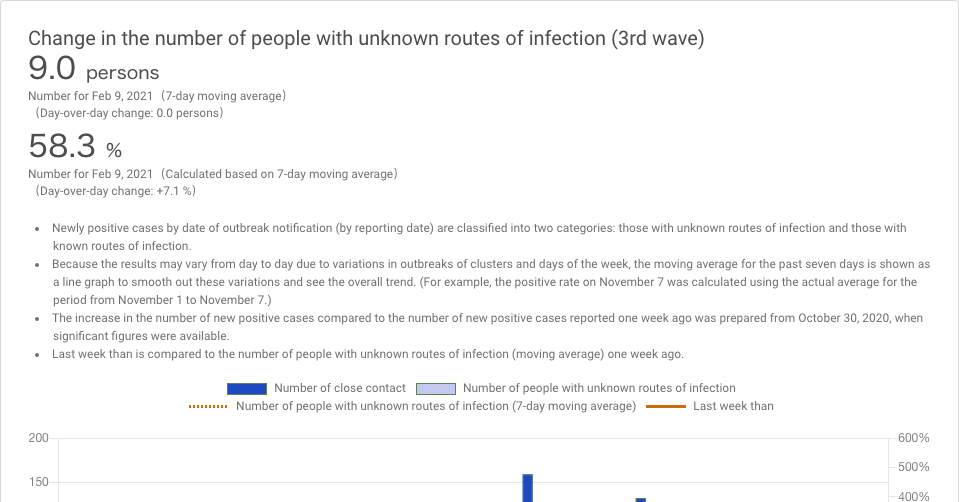 Change in the number of people with unknown routes of infection (3rd wave)
9.0 persons
Number for Feb 9, 2021（7-day moving average）
（Day-over-day change: 0.0 persons）
58.3 %
Number for Feb 9, 2021（Calculated based on 7-day moving average）
（Day-over-day change: +7.1 %）
• Newly positive cases by date of outbreak notification (by reporting date) are classified into two categories: those with unknown routes of infection and those with
known routes of infection.
• Because the results may vary from day to day due to variations in outbreaks of clusters and days of the week, the moving average for the past seven days is shown as
a line graph to smooth out these variations and see the overall trend. (For example, the positive rate on November 7 was calculated using the actual average for the
period from November 1 to November 7.)
• The increase in the number of new positive cases compared to the number of new positive cases reported one week ago was prepared from October 30, 2020, when
significant figures were available.
• Last week than is compared to the number of people with unknown routes of infection (moving average) one week ago.
Number of close contact Number of people with unknown routes of infection
Number of people with unknown routes of infection (7-day moving average) Last week than
200 600%
500%
150
400%